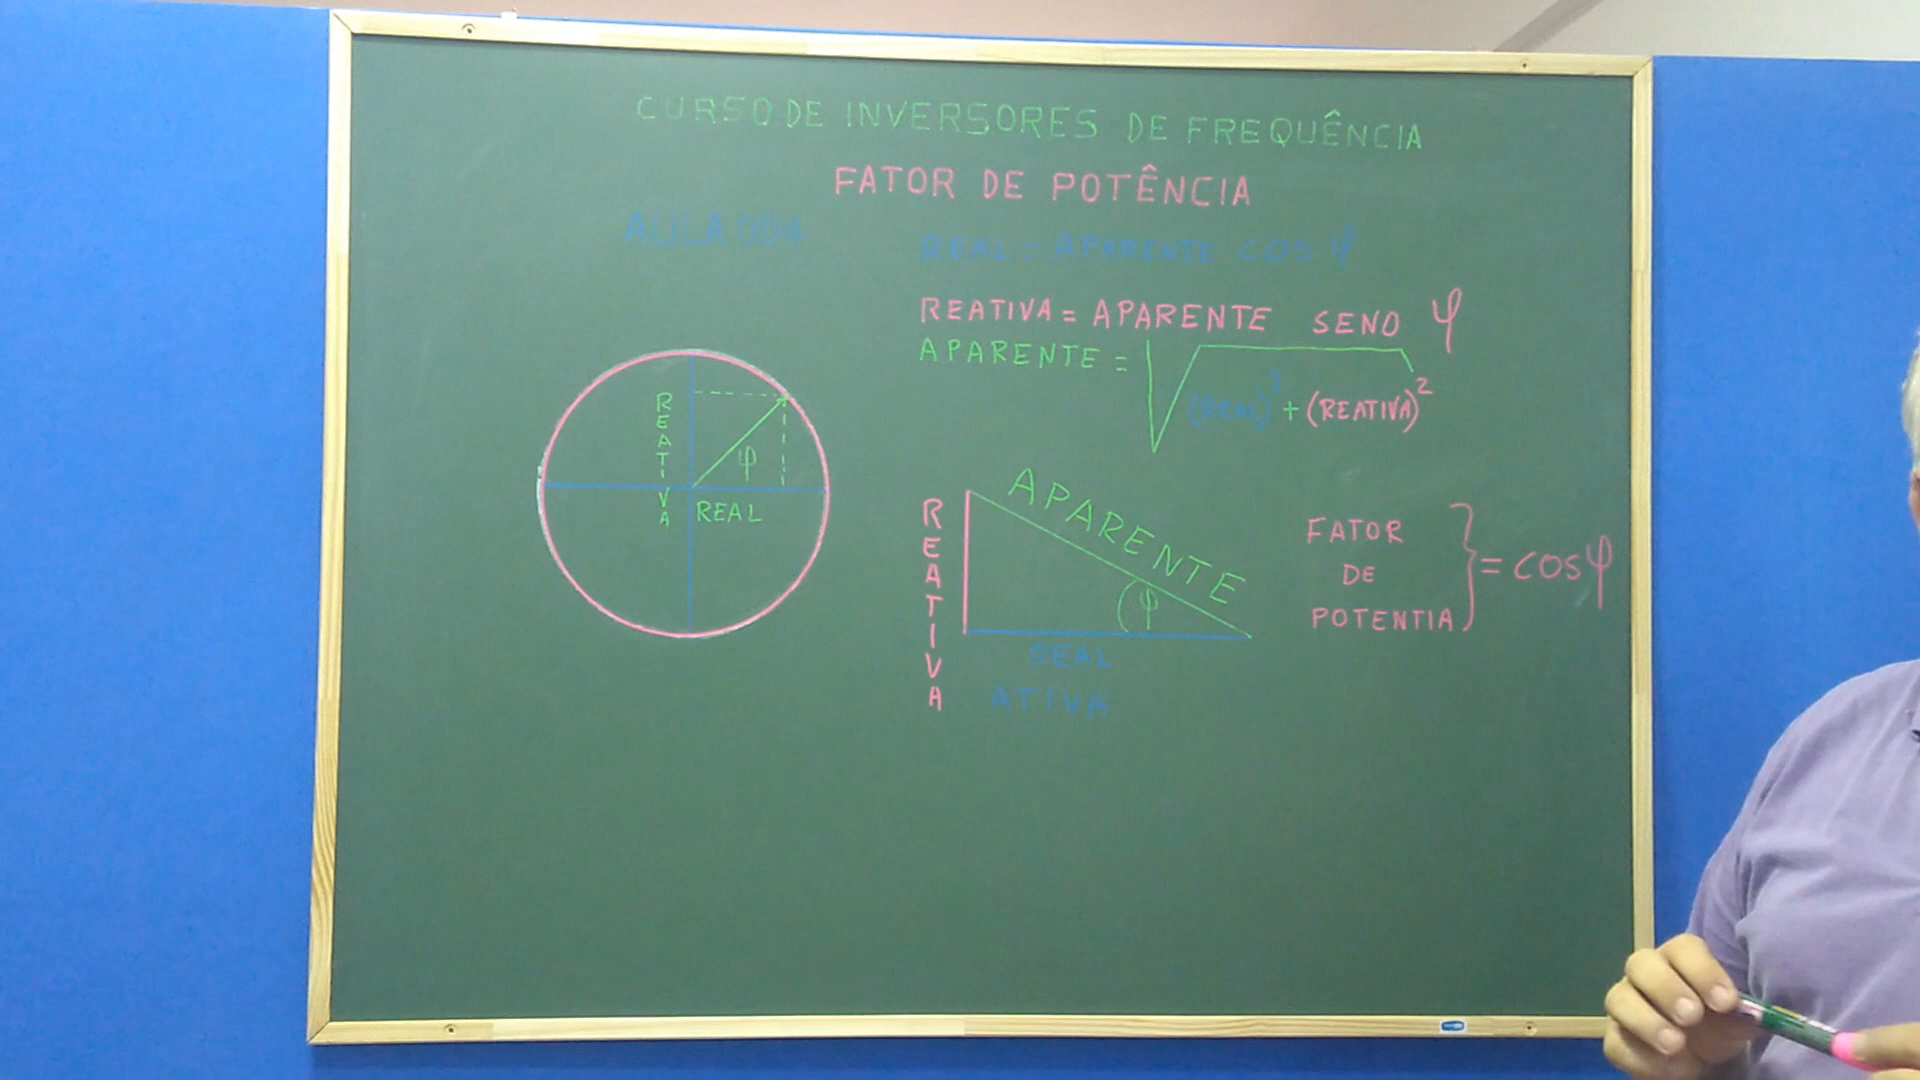 CURSO DE INVERSORES DE FREQUÊNCIA
FATOR DE POTÊNCIA
AULA 004
REAL = APARENTE COS φ
REATIVA = APARENTE SENO φ
APARENTE = √(REAL)² + (REATIVA)²
REATIVA
φ
REAL
REATIVA
APARENTE
φ
REAL
ATIVA
FATOR
DE
POTENTIA
} = COS φ